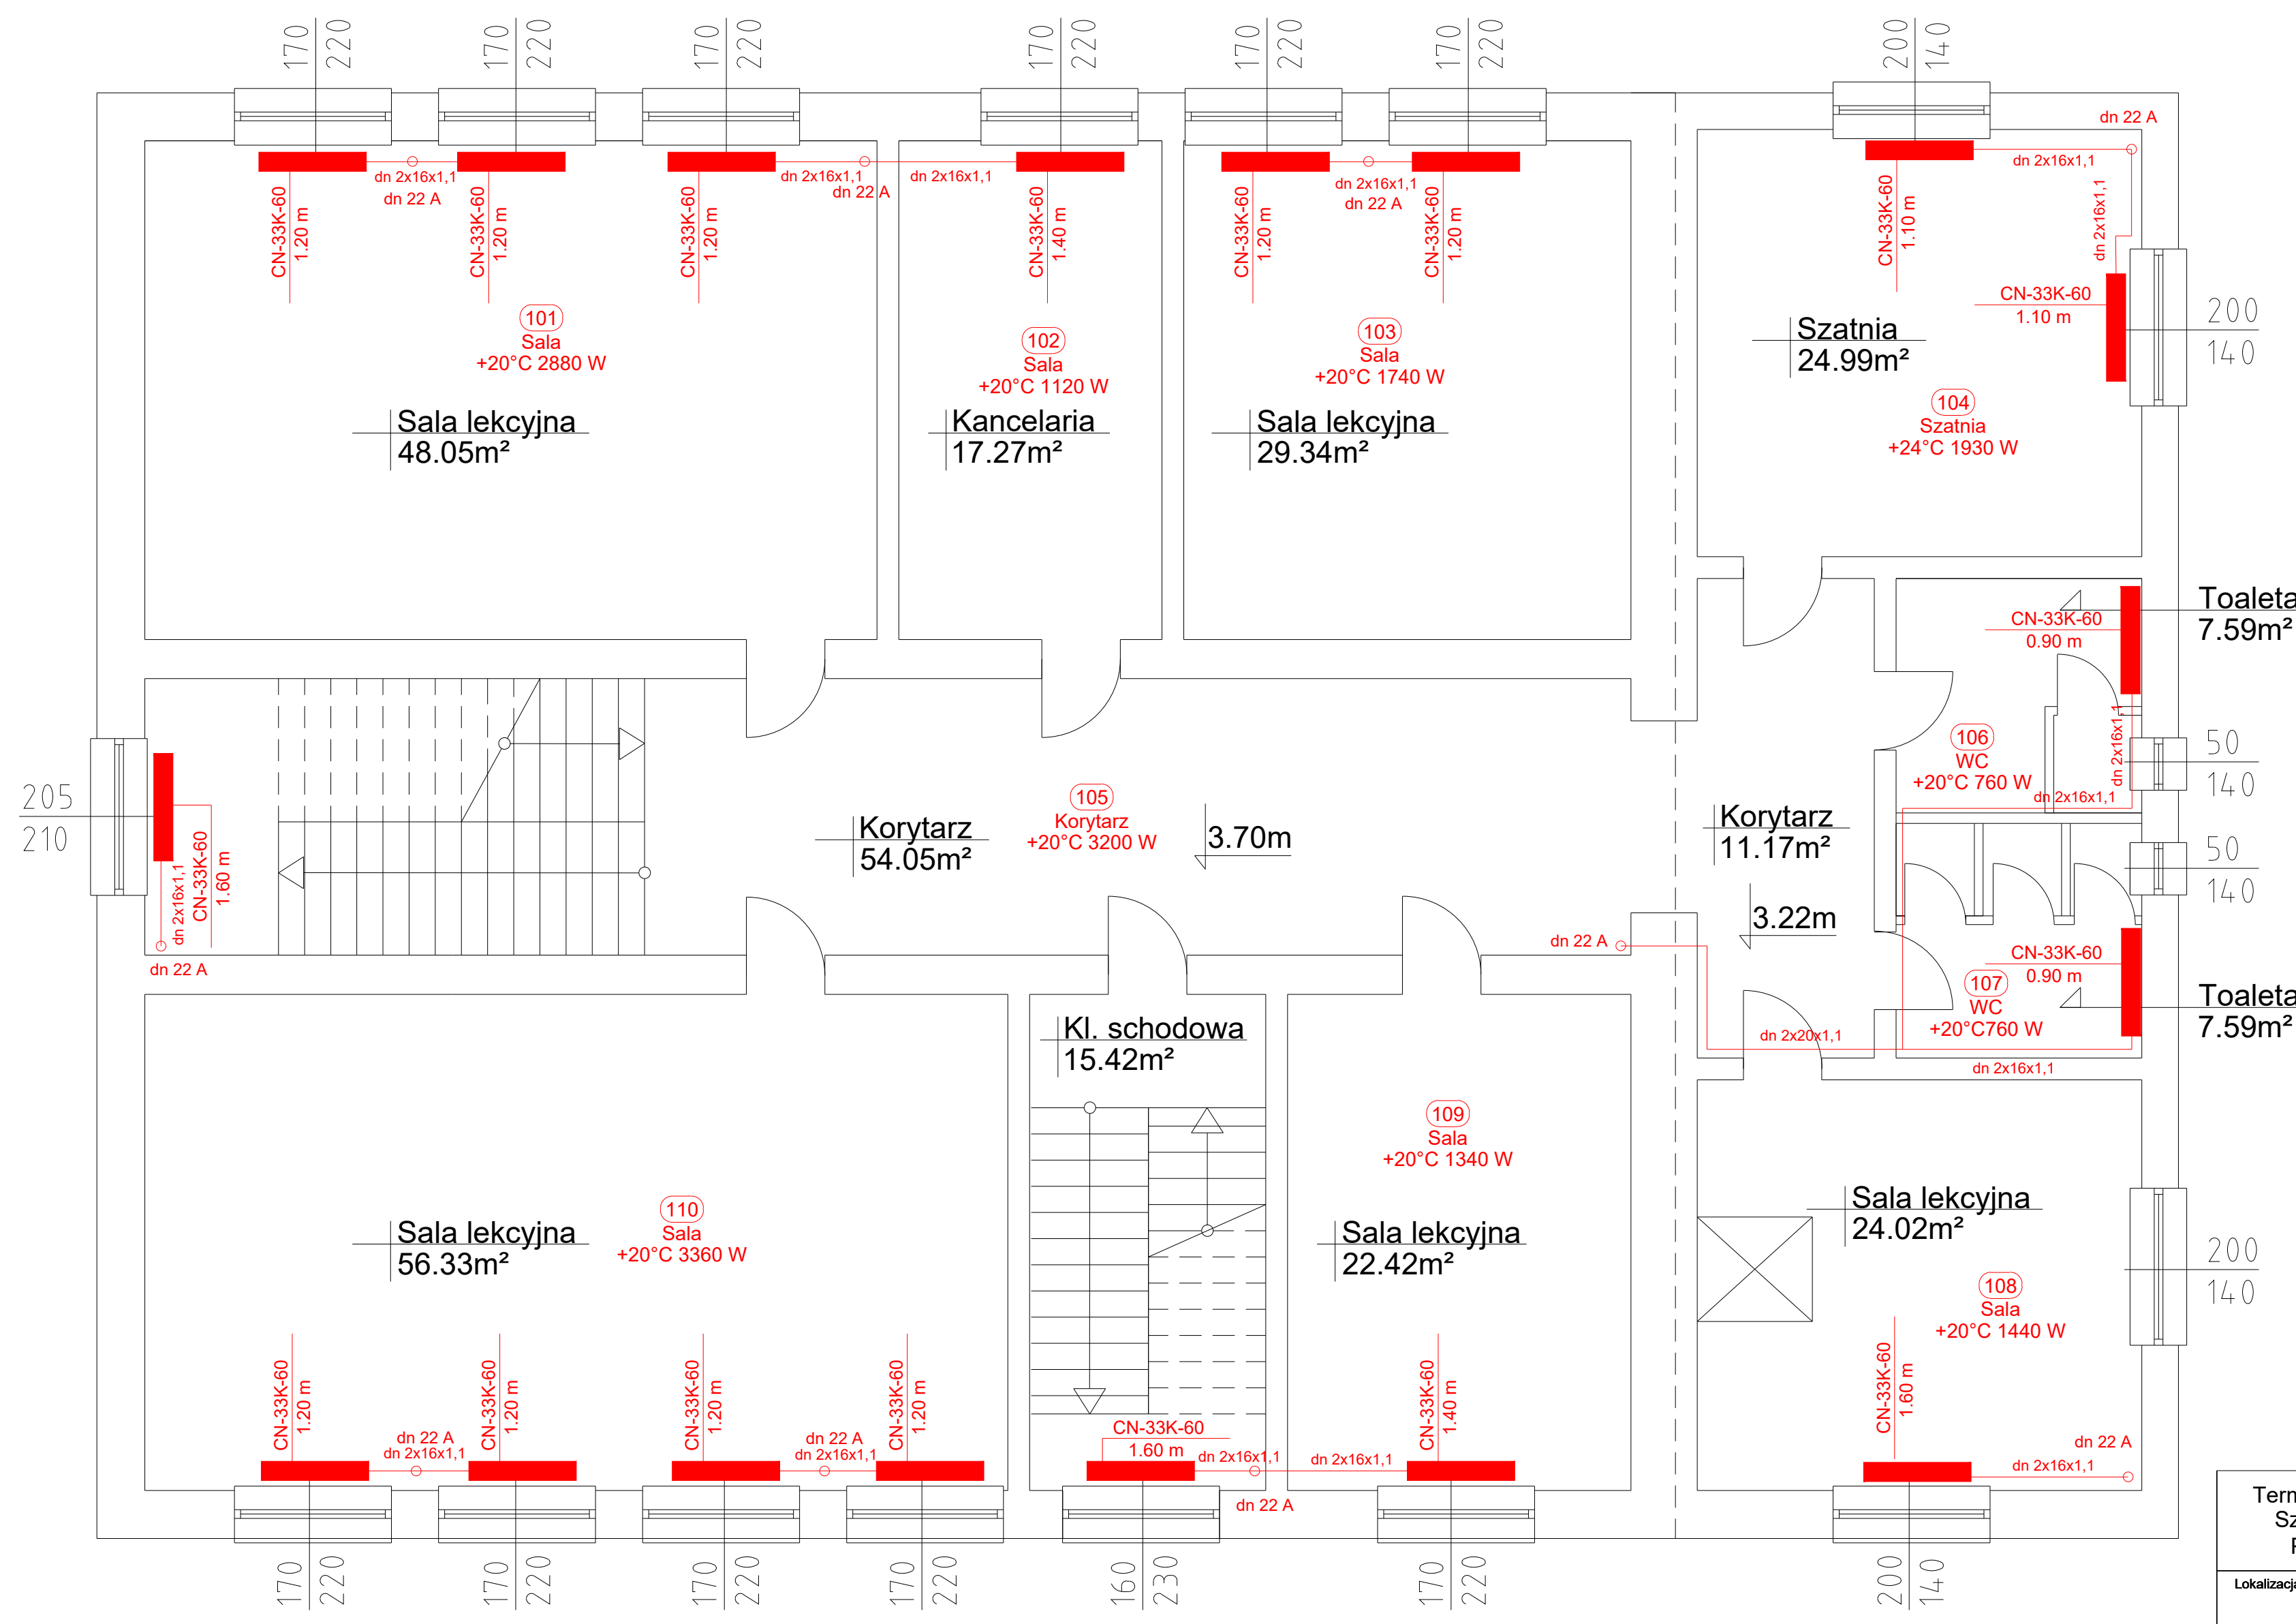 170
220
170
220
170
220
170
220
170
220
170
220
200
140
dn 22 A
dn 2x16x1,1
dn 22 A
dn 2x16x1,1
dn 22 A
dn 2x16x1,1
dn 2x16x1,1
dn 22 A
dn 2x16x1,1
dn 2x16x1,1
CN-33K-60
1.20 m
CN-33K-60
1.20 m
CN-33K-60
1.20 m
CN-33K-60
1.40 m
CN-33K-60
1.20 m
CN-33K-60
1.20 m
CN-33K-60
1.10 m
CN-33K-60
1.10 m
200
140
101
Sala
+20°C 2880 W
102
Sala
+20°C 1120 W
103
Sala
+20°C 1740 W
Szatnia
24.99m²
104
Szatnia
+24°C 1930 W
Sala lekcyjna
48.05m²
Kancelaria
17.27m²
Sala lekcyjna
29.34m²
Toaleta
7.59m²
CN-33K-60
0.90 m
dn 2x16x1,1
106
WC
+20°C 760 W
dn 2x16x1,1
50
140
205
210
CN-33K-60
1.60 m
dn 2x16x1,1
dn 22 A
Korytarz
54.05m²
105
Korytarz
+20°C 3200 W
3.70m
Korytarz
11.17m²
3.22m
50
140
dn 22 A
CN-33K-60
0.90 m
107
WC
+20°C760 W
Toaleta
7.59m²
dn 2x20x1,1
dn 2x16x1,1
Kl. schodowa
15.42m²
109
Sala
+20°C 1340 W
Sala lekcyjna
56.33m²
110
Sala
+20°C 3360 W
Sala lekcyjna
22.42m²
Sala lekcyjna
24.02m²
108
Sala
+20°C 1440 W
200
140
CN-33K-60
1.20 m
CN-33K-60
1.20 m
CN-33K-60
1.20 m
CN-33K-60
1.20 m
CN-33K-60
1.60 m
CN-33K-60
1.40 m
CN-33K-60
1.60 m
dn 22 A
dn 2x16x1,1
dn 22 A
dn 2x16x1,1
dn 2x16x1,1
dn 2x16x1,1
dn 22 A
dn 22 A
dn 2x16x1,1
170
220
170
220
170
220
170
220
160
230
170
220
200
140
Term
Sz
Lokalizacja